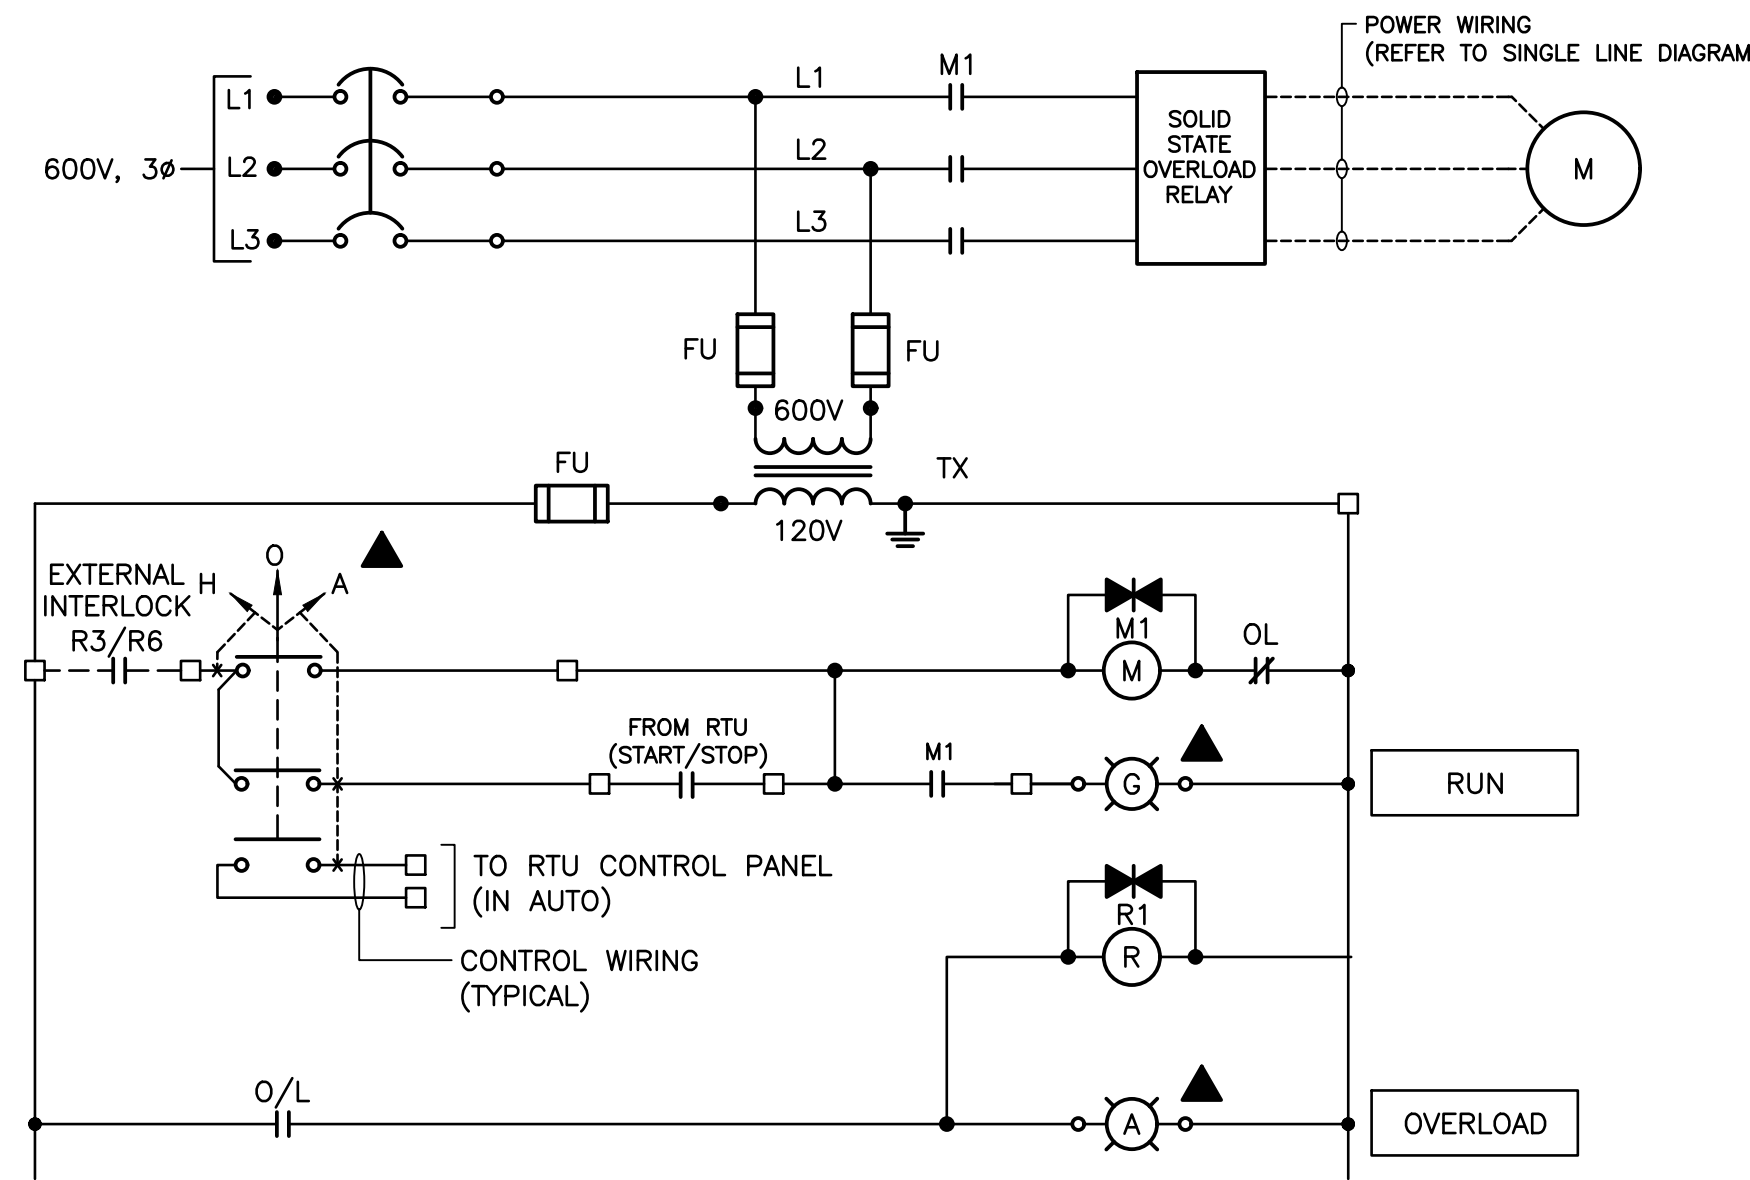 POWER WIRING
(REFER TO SINGLE LINE DIAGRAM
L1
M1
L1
SOLID
STATE
OVERLOAD
RELAY
600V, 3ø
L2
L2
M
L3
L3
FU
FU
600V
FU
TX
120V
O
EXTERNAL
INTERLOCK
R3/R6
H
A
M1
M
OL
FROM RTU
(START/STOP)
M1
G
RUN
TO RTU CONTROL PANEL
(IN AUTO)
R1
R
CONTROL WIRING
(TYPICAL)
O/L
A
OVERLOAD